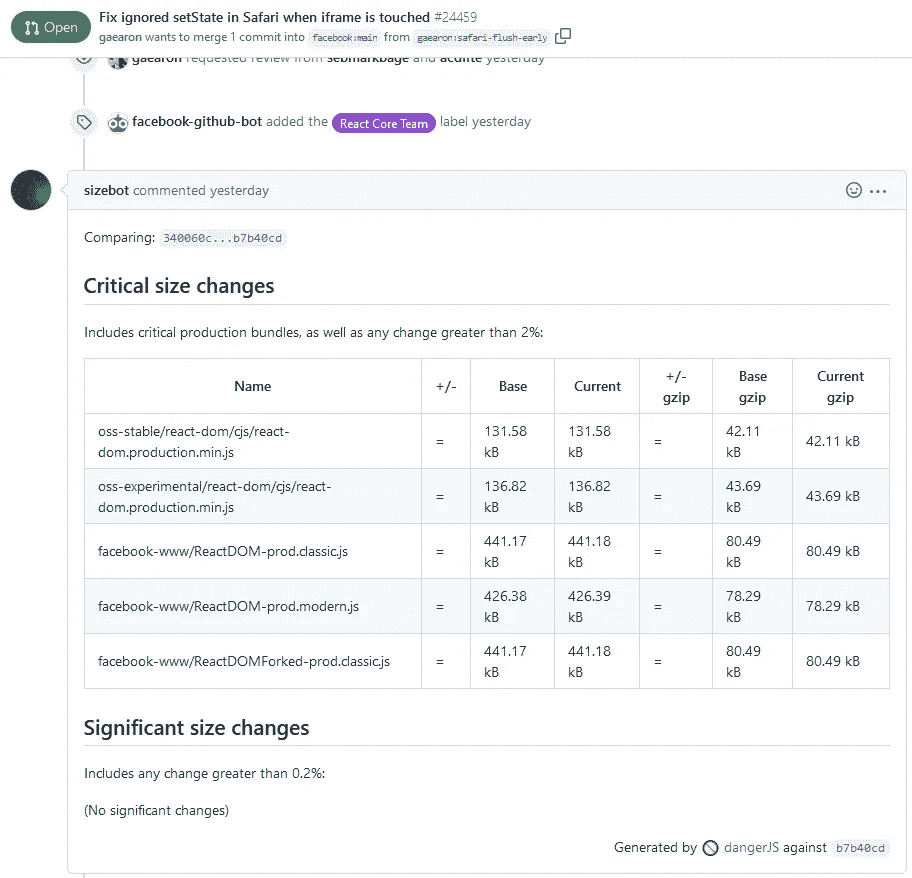 Open
Fix ignored setState in Safari when iframe is touched #24459
gaearon wants to merge 1 commit into facebook:main from gaearon:safari-flush-early
gaearon requested review from sebmarkbage and acdlite yesterday
facebook-github-bot added the React Core Team label yesterday
sizebot commented yesterday
Comparing: 340060c...b7b40cd
Critical size changes
Includes critical production bundles, as well as any change greater than 2%:
Name +/- Base Current +/- gzip Base gzip Current gzip
oss-stable/react-dom/cjs/react-dom.production.min.js = 131.58 kB 131.58 kB = 42.11 kB 42.11 kB
oss-experimental/react-dom/cjs/react-dom.production.min.js = 136.82 kB 136.82 kB = 43.69 kB 43.69 kB
facebook-www/ReactDOM-prod.classic.js = 441.17 kB 441.18 kB = 80.49 kB 80.49 kB
facebook-www/ReactDOM-prod.modern.js = 426.38 kB 426.39 kB = 78.29 kB 78.29 kB
facebook-www/ReactDOMForked-prod.classic.js = 441.17 kB 441.18 kB = 80.49 kB 80.49 kB
Significant size changes
Includes any change greater than 0.2%:
(No significant changes)
Generated by 🚫 dangerJS against b7b40cd